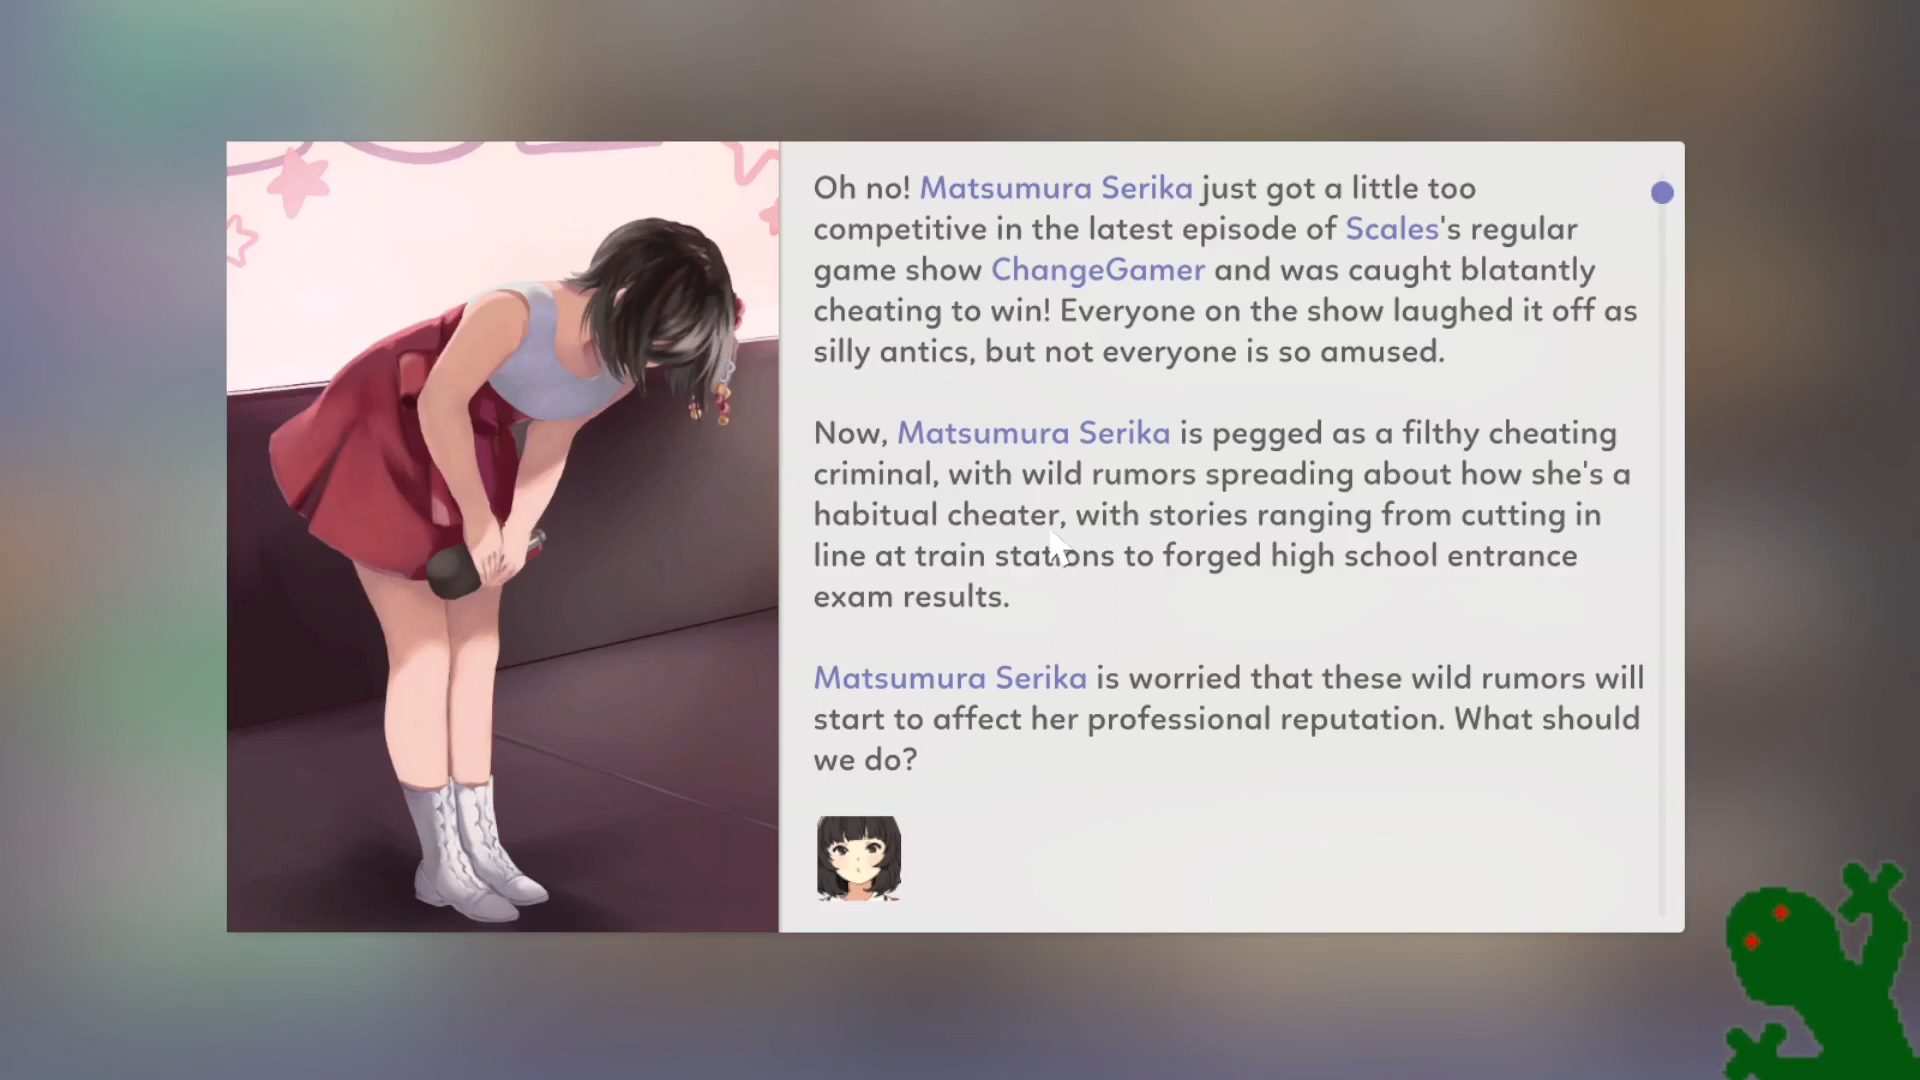 Oh no! Matsumura Serika just got a little too
competitive in the latest episode of Scales's regular
game show ChangeGamer and was caught blatantly
cheating to win! Everyone on the show laughed it off as
silly antics, but not everyone is so amused.
Now, Matsumura Serika is pegged as a filthy cheating
criminal, with wild rumors spreading about how she's a
habitual cheater, with stories ranging from cutting in
line at train stations to forged high school entrance
exam results.
Matsumura Serika is worried that these wild rumors will
start to affect her professional reputation. What should
we do?